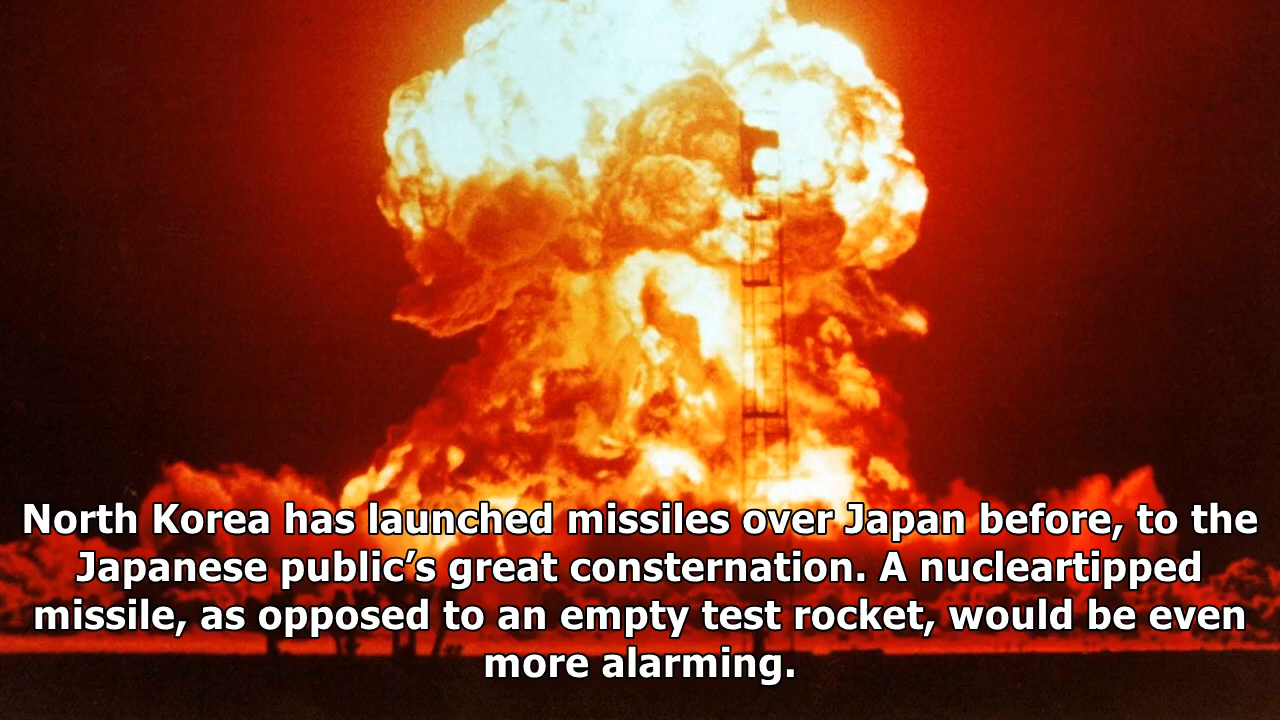 North Korea has launched missiles over Japan before, to the
Japanese public’s great consternation. A nucleartipped
missile, as opposed to an empty test rocket, would be even
more alarming.